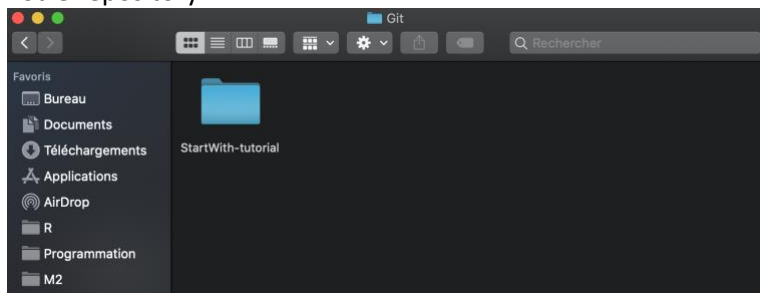 Git
Rechercher
Favoris
Bureau
Documents
Téléchargements
Applications
AirDrop
R
Programmation
M2
StartWith-tutorial